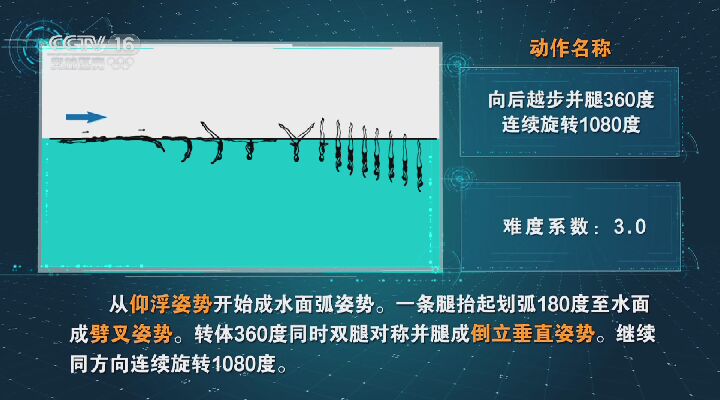 CCTV 16
奥林匹克
动作名称
向后越步并腿360度
连续旋转1080度
难度系数：3.0
从仰浮姿势开始成水面弧姿势。一条腿抬起划弧180度至水面
成劈叉姿势。转体360度同时双腿对称并腿成倒立垂直姿势。继续
同方向连续旋转1080度。